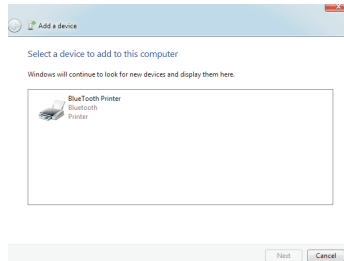 Add a device
Select a device to add to this computer
Windows will continue to look for new devices and display them here.
BlueTooth Printer
Bluetooth
Printer
Next
Cancel